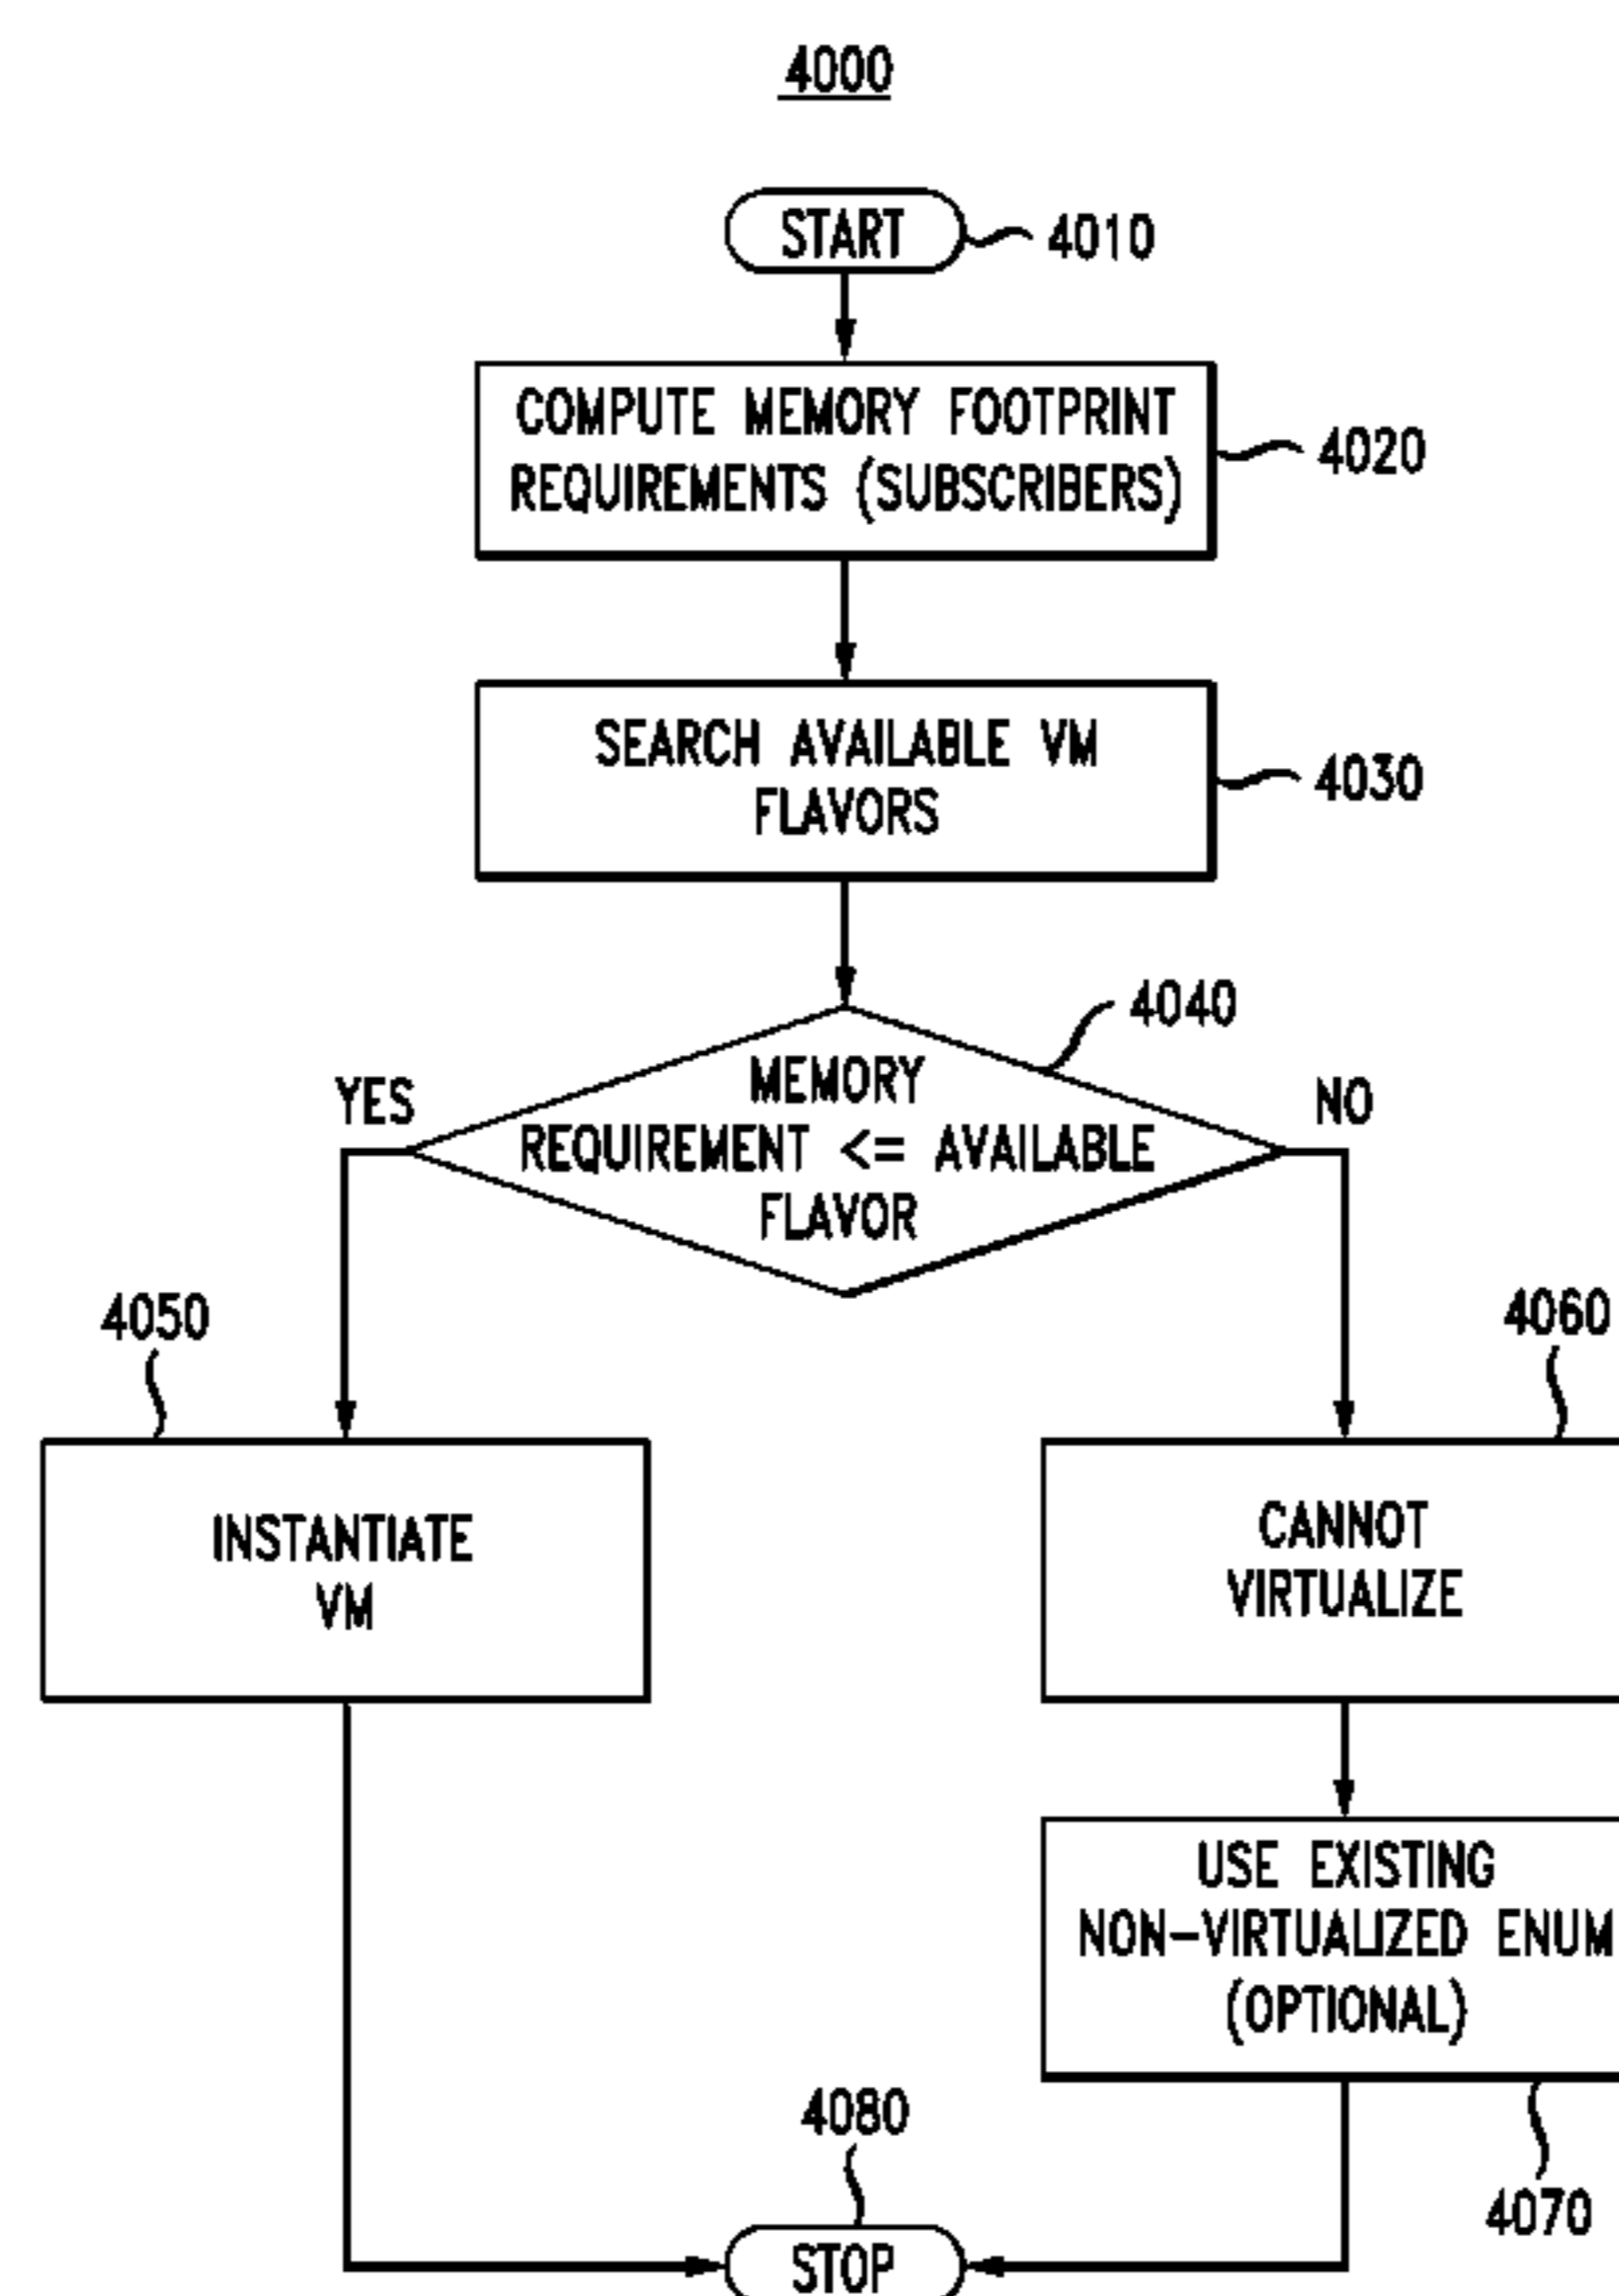 4000
START
4010
COMPUTE MEMORY FOOTPRINT
REQUIREMENTS (SUBSCRIBERS)
4020
SEARCH AVAILABLE VM
FLAVORS
4030
4040
YES
MEMORY
REQUIREMENT <= AVAILABLE
FLAVOR
NO
4050
4060
INSTANTIATE
VM
CANNOT
VIRTUALIZE
USE EXISTING
NON-VIRTUALIZED ENUM
(OPTIONAL)
4080
4070
STOP